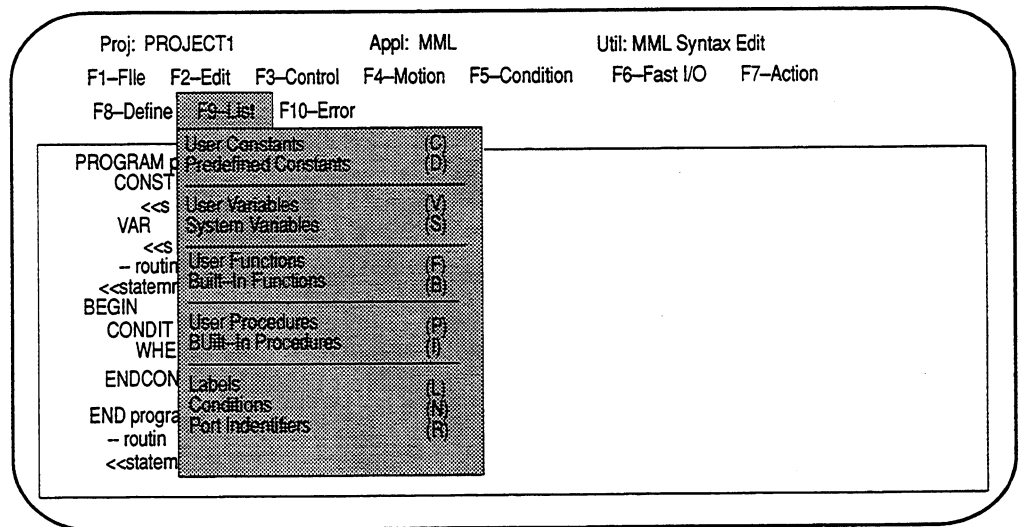 Proj: PROJECT1 Appl: MML Util: MML Syntax Edit
F1–File F2–Edit F3–Control F4–Motion F5–Condition F6–Fast I/O F7–Action
F8–Define F9–List F10–Error
PROGRAM p
CONST
<<s
VAR
<<s
-- routin
<<statemn
BEGIN
CONDIT
WHE
ENDCON
END progra
-- routin
<<statem
User Constants (C)
Predefined Constants (D)
User Variables (V)
System Variables (S)
User Functions (F)
Built–In Functions (B)
User Procedures (P)
BUilt–In Procedures (I)
Labels (L)
Conditions (N)
Port Indentifiers (R)